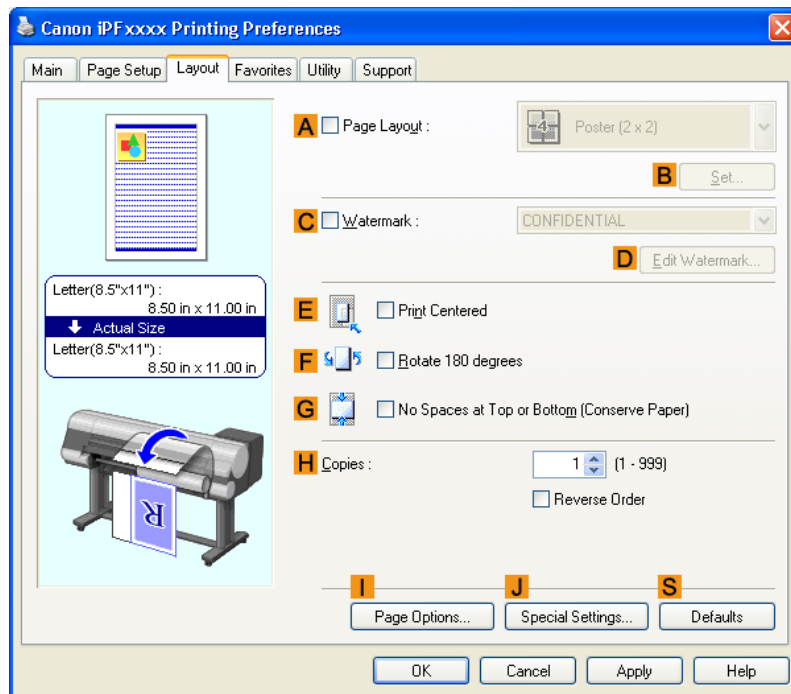 Canon iPFxxxx Printing Preferences
Main Page Setup Layout Favorites Utility Support
A Page Layout : 4 Poster (2 x 2)
B Set...
C Watermark : CONFIDENTIAL
D Edit Watermark...
Letter(8.5"x11") :
8.50 in x 11.00 in
Actual Size
Letter(8.5"x11") :
8.50 in x 11.00 in
E Print Centered
F Rotate 180 degrees
G No Spaces at Top or Bottom (Conserve Paper)
H Copies : 1 (1 - 999)
Reverse Order
R
I J S
Page Options... Special Settings... Defaults
OK Cancel Apply Help